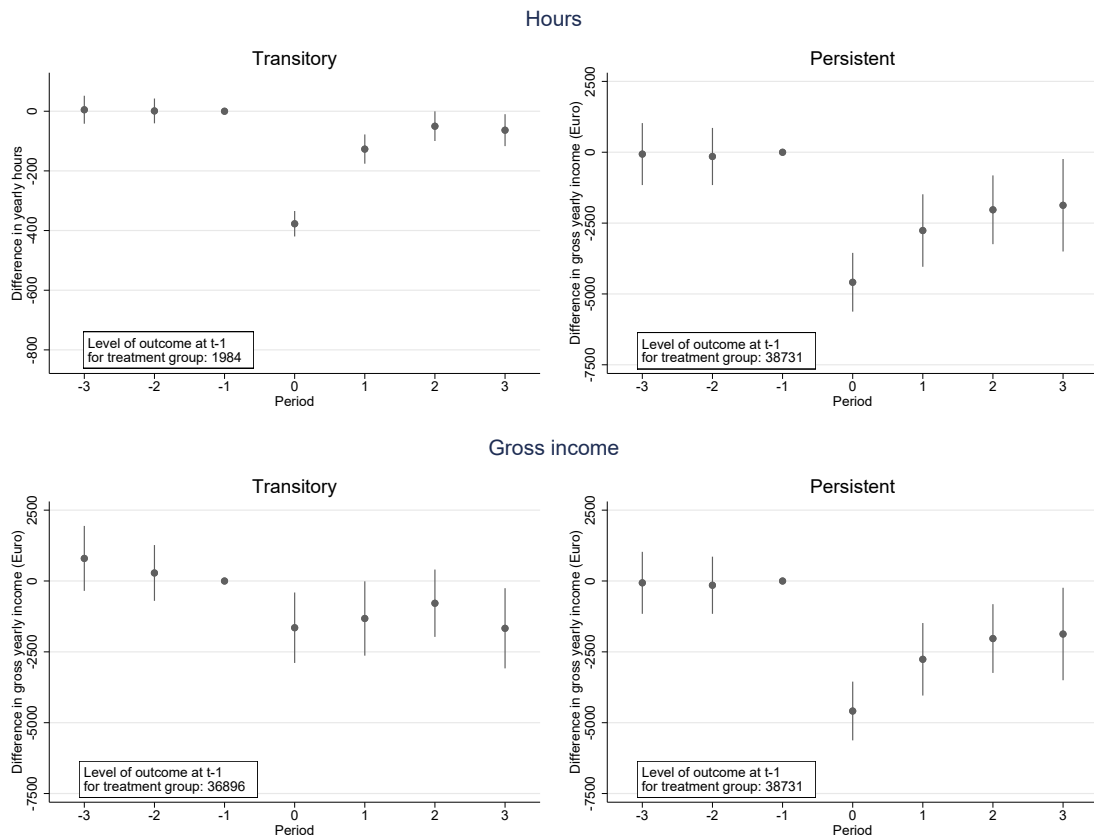 Hours
Transitory
Difference in yearly hours
0
-200
-400
-600
-800
Level of outcome at t-1
for treatment group: 1984
-3 -2 -1 0 1 2 3
Period
Persistent
Difference in gross yearly income (Euro)
2500
0
-2500
-5000
-7500
Level of outcome at t-1
for treatment group: 38731
-3 -2 -1 0 1 2 3
Period
Gross income
Transitory
Difference in gross yearly income (Euro)
2500
0
-2500
-5000
-7500
Level of outcome at t-1
for treatment group: 36896
-3 -2 -1 0 1 2 3
Period
Persistent
Difference in gross yearly income (Euro)
2500
0
-2500
-5000
-7500
Level of outcome at t-1
for treatment group: 38731
-3 -2 -1 0 1 2 3
Period